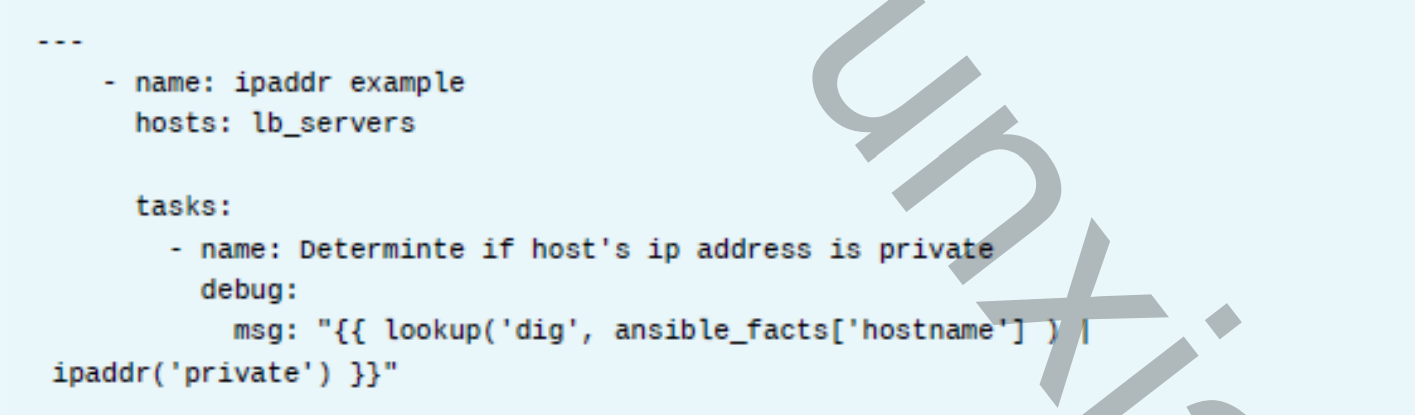 ---
- name: ipaddr example
hosts: lb_servers
tasks:
- name: Determinte if host's ip address is private
debug:
msg: "{{ lookup('dig', ansible_facts['hostname'] ) |
ipaddr('private') }}"
unxi